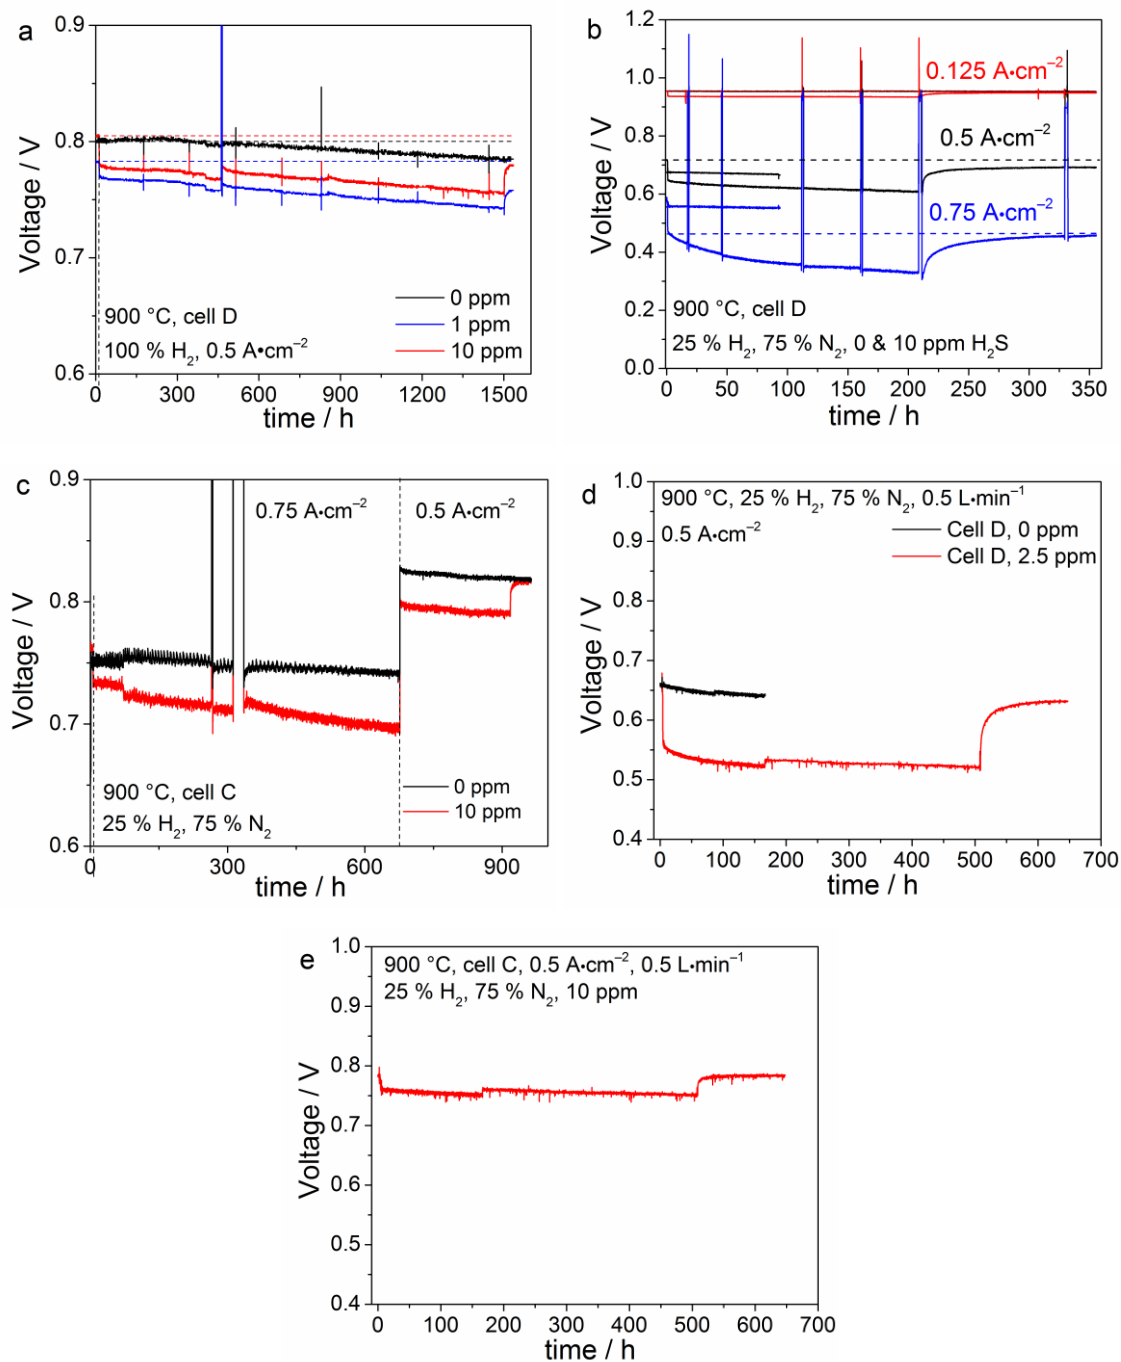 a
0.9
0.8
0.7
0.6
Voltage / V
900 °C, cell D
100 % H₂, 0.5 A•cm⁻²
0 ppm
1 ppm
10 ppm
0 300 600 900 1200 1500
time / h
b
1.2
1.0
0.8
0.6
0.4
0.2
0.0
Voltage / V
0.125 A•cm⁻²
0.5 A•cm⁻²
0.75 A•cm⁻²
900 °C, cell D
25 % H₂, 75 % N₂, 0 & 10 ppm H₂S
0 50 100 150 200 250 300 350
time / h
c
0.9
0.8
0.7
0.6
Voltage / V
0.75 A•cm⁻² 0.5 A•cm⁻²
900 °C, cell C
25 % H₂, 75 % N₂
0 ppm
10 ppm
0 300 600 900
time / h
d
1.0
0.9
0.8
0.7
0.6
0.5
0.4
Voltage / V
900 °C, 25 % H₂, 75 % N₂, 0.5 L•min⁻¹
0.5 A•cm⁻²
Cell D, 0 ppm
Cell D, 2.5 ppm
0 100 200 300 400 500 600 700
time / h
e
1.0
0.9
0.8
0.7
0.6
0.5
0.4
Voltage / V
900 °C, cell C, 0.5 A•cm⁻², 0.5 L•min⁻¹
25 % H₂, 75 % N₂, 10 ppm
0 100 200 300 400 500 600 700
time / h